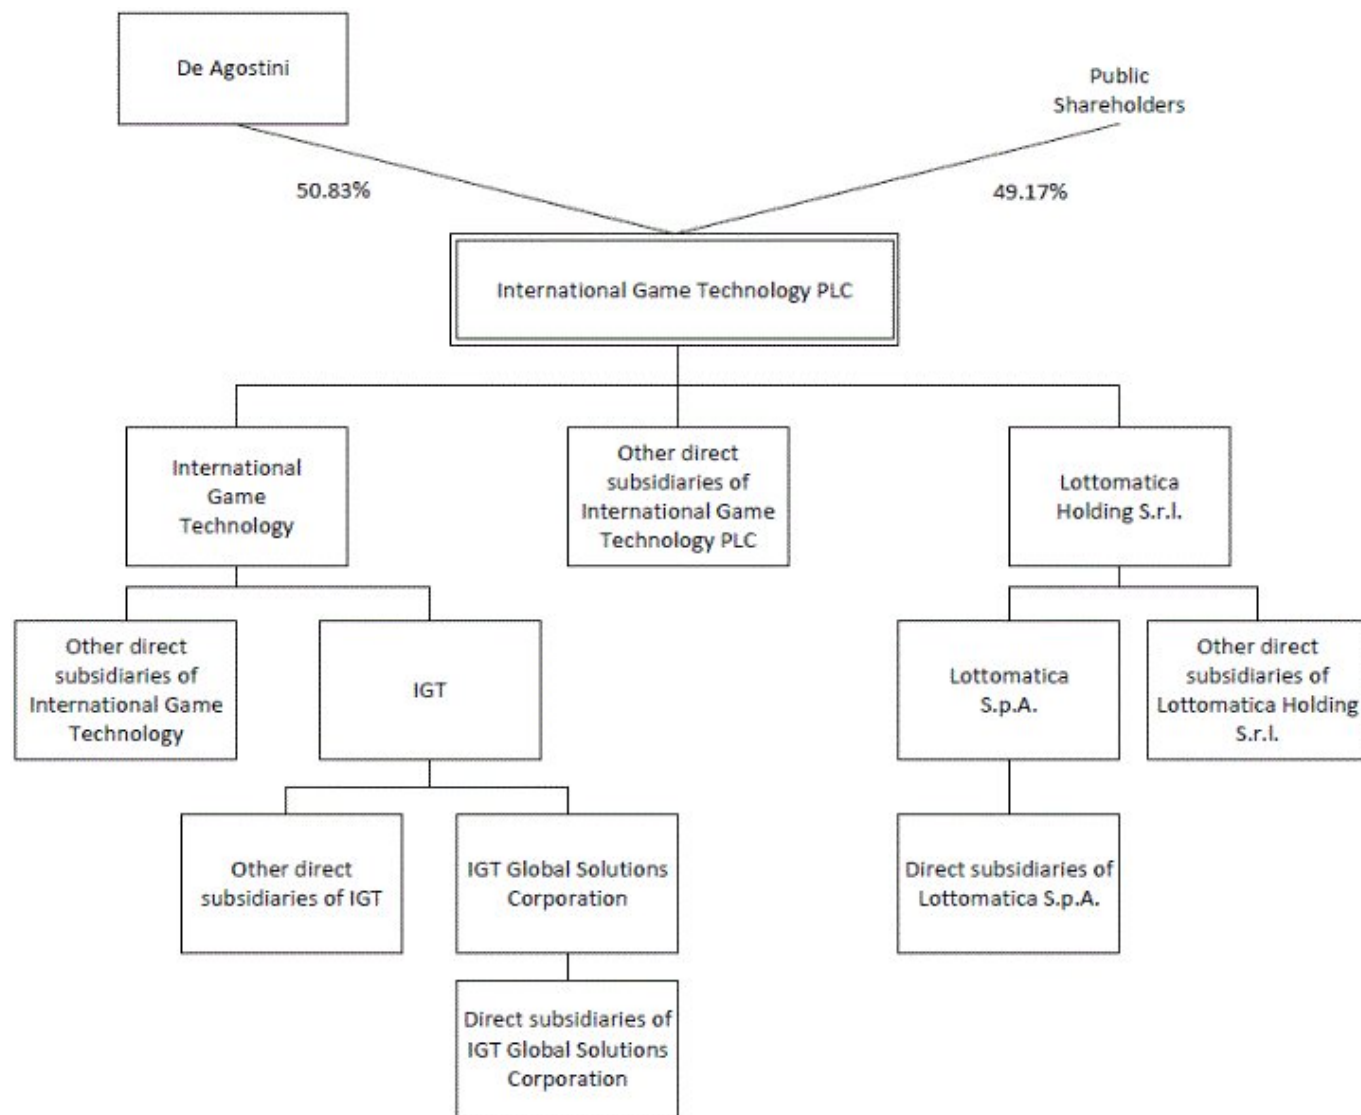 De Agostini
Public
Shareholders
50.83%
49.17%
International Game Technology PLC
International
Game
Technology
Other direct
subsidiaries of
International Game
Technology PLC
Lottomatica
Holding S.r.l.
Other direct
subsidiaries of
International Game
Technology
IGT
Lottomatica
S.p.A.
Other direct
subsidiaries of
Lottomatica Holding
S.r.l.
Other direct
subsidiaries of IGT
IGT Global Solutions
Corporation
Direct subsidiaries of
Lottomatica S.p.A.
Direct subsidiaries of
IGT Global Solutions
Corporation